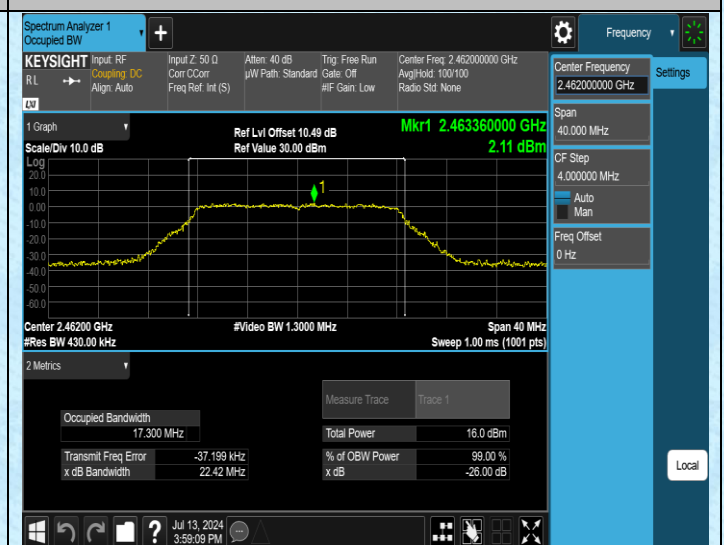 Spectrum Analyzer 1
Occupied BW
+
Frequency
KEYSIGHT Input: RF Input Z: 50 Ω Atten: 40 dB Trig: Free Run Center Freq: 2.462000000 GHz
RL Coupling: DC Corr CCorr µW Path: Standard Gate: Off Avg|Hold: 100/100
Align: Auto Freq Ref: Int (S) #IF Gain: Low Radio Std: None
LXI
Center Frequency
2.462000000 GHz
Settings
Span
40.000 MHz
CF Step
4.000000 MHz
Auto
Man
Freq Offset
0 Hz
1 Graph
Ref Lvl Offset 10.49 dB
Mkr1 2.463360000 GHz
Scale/Div 10.0 dB Ref Value 30.00 dBm 2.11 dBm
Log
20.0
10.0
1
0.00
-10.0
-20.0
-30.0
-40.0
-50.0
-60.0
Center 2.46200 GHz #Video BW 1.3000 MHz Span 40 MHz
#Res BW 430.00 kHz Sweep 1.00 ms (1001 pts)
2 Metrics
Measure Trace Trace 1
Occupied Bandwidth
17.300 MHz
Total Power 16.0 dBm
Transmit Freq Error -37.199 kHz % of OBW Power 99.00 %
x dB Bandwidth 22.42 MHz x dB -26.00 dB
Local
? Jul 13, 2024
3:59:09 PM